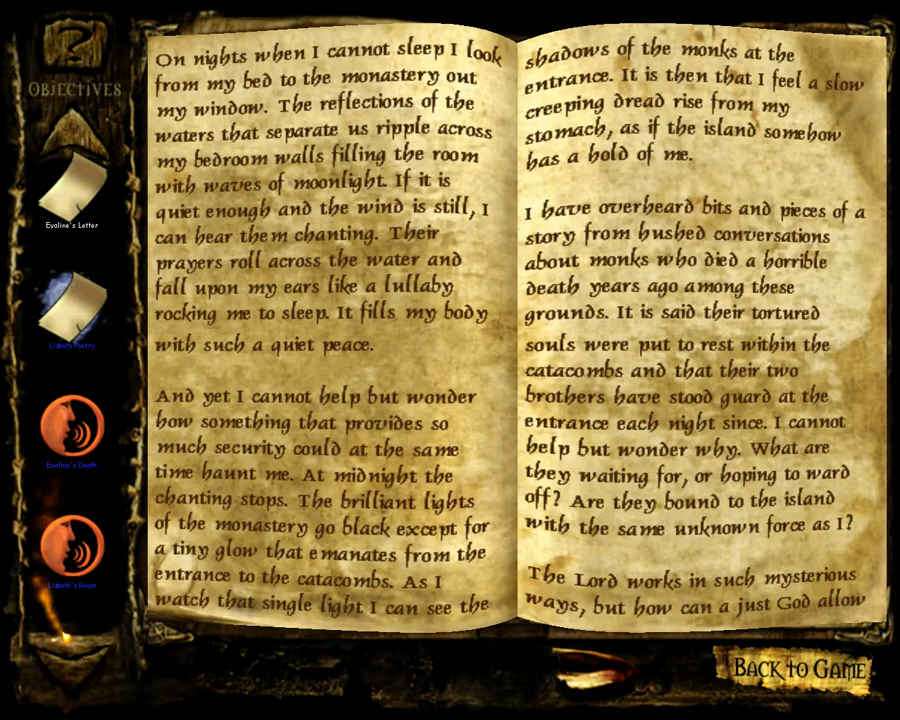 ?
OBJECTIVES
Evaline's Letter
Lizbeth Poetry
Evaline's Death
Lizbeth's Room
On nights when I cannot sleep I look
from my bed to the monastery out
my window. The reflections of the
waters that separate us ripple across
my bedroom walls filling the room
with waves of moonlight. If it is
quiet enough and the wind is still, I
can hear them chanting. Their
prayers roll across the water and
fall upon my ears like a lullaby
rocking me to sleep. It fills my body
with such a quiet peace.
And yet I cannot help but wonder
how something that provides so
much security could at the same
time haunt me. At midnight the
chanting stops. The brilliant lights
of the monastery go black except for
a tiny glow that emanates from the
entrance to the catacombs. As I
watch that single light I can see the
shadows of the monks at the
entrance. It is then that I feel a slow
creeping dread rise from my
stomach, as if the island somehow
has a hold of me.
I have overheard bits and pieces of a
story from hushed conversations
about monks who died a horrible
death years ago among these
grounds. It is said their tortured
souls were put to rest within the
catacombs and that their two
brothers have stood guard at the
entrance each night since. I cannot
help but wonder why. What are
they waiting for, or hoping to ward
off? Are they bound to the island
with the same unknown force as I?
The Lord works in such mysterious
ways, but how can a just God allow
BACK TO GAME